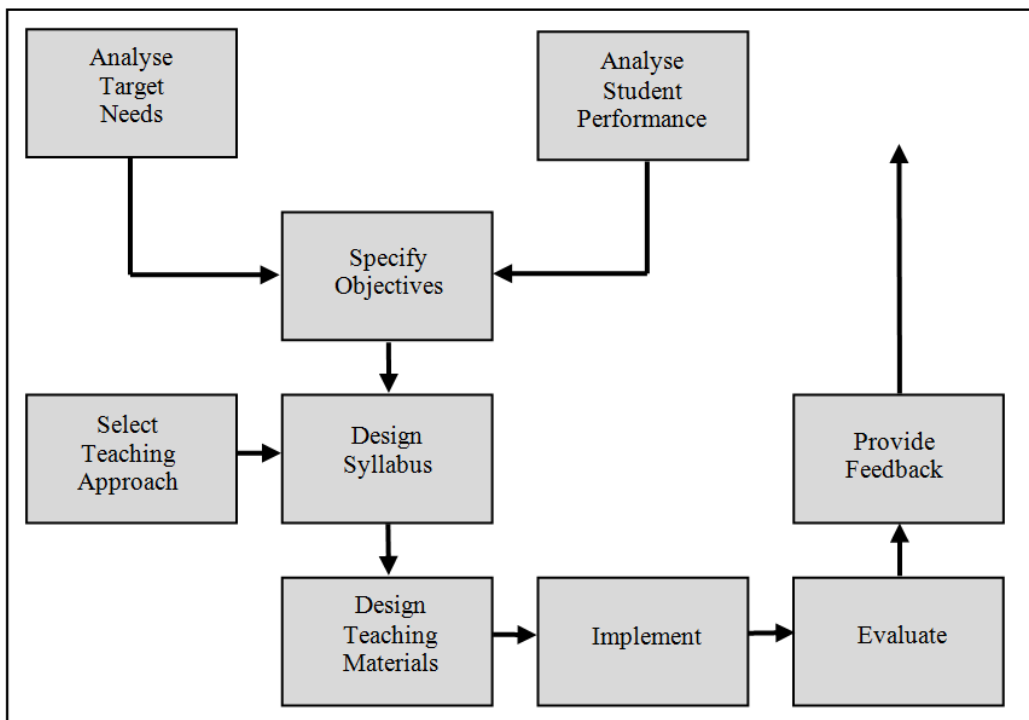 Analyse
Target
Needs
Analyse
Student
Performance
Specify
Objectives
Select
Teaching
Approach
Design
Syllabus
Provide
Feedback
Design
Teaching
Materials
Implement
Evaluate